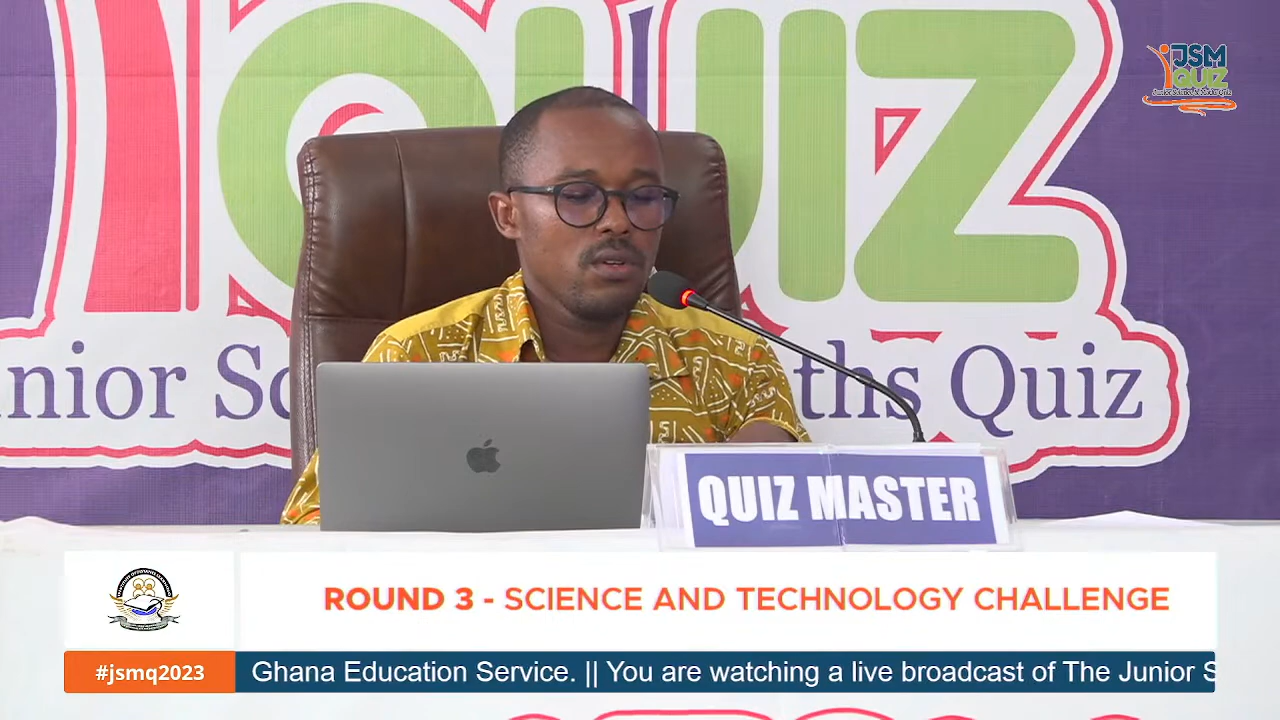 QUIZ
JSM
QUIZ
nior Sc ths Quiz
QUIZ MASTER
ROUND 3 - SCIENCE AND TECHNOLOGY CHALLENGE
#jsmq2023
Ghana Education Service. || You are watching a live broadcast of The Junior S